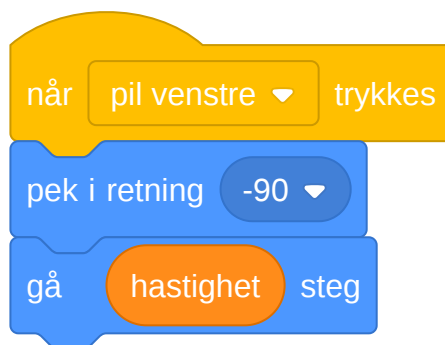 når pil venstre trykkes
pek i retning -90
gå hastighet steg